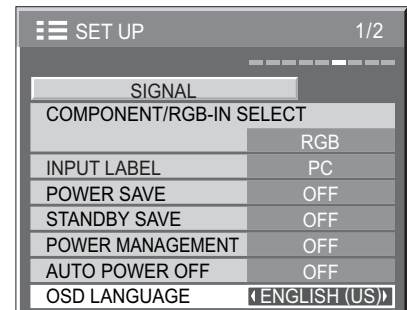 SET UP 1/2
SIGNAL
COMPONENT/RGB-IN SELECT
RGB
INPUT LABEL PC
POWER SAVE OFF
STANDBY SAVE OFF
POWER MANAGEMENT OFF
AUTO POWER OFF OFF
OSD LANGUAGE ENGLISH (US)